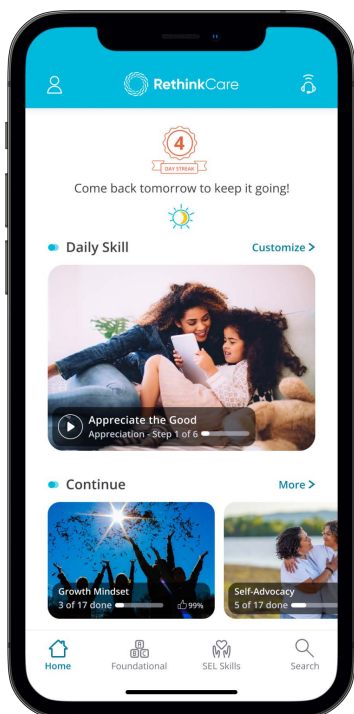 RethinkCare
4
DAY STREAK
Come back tomorrow to keep it going!
Daily Skill
Customize >
Appreciate the Good
Appreciation - Step 1 of 6
Continue
More >
Growth Mindset
3 of 17 done
99%
Self-Advocacy
5 of 17 done
A
B C
Home
Foundational
SEL Skills
Search